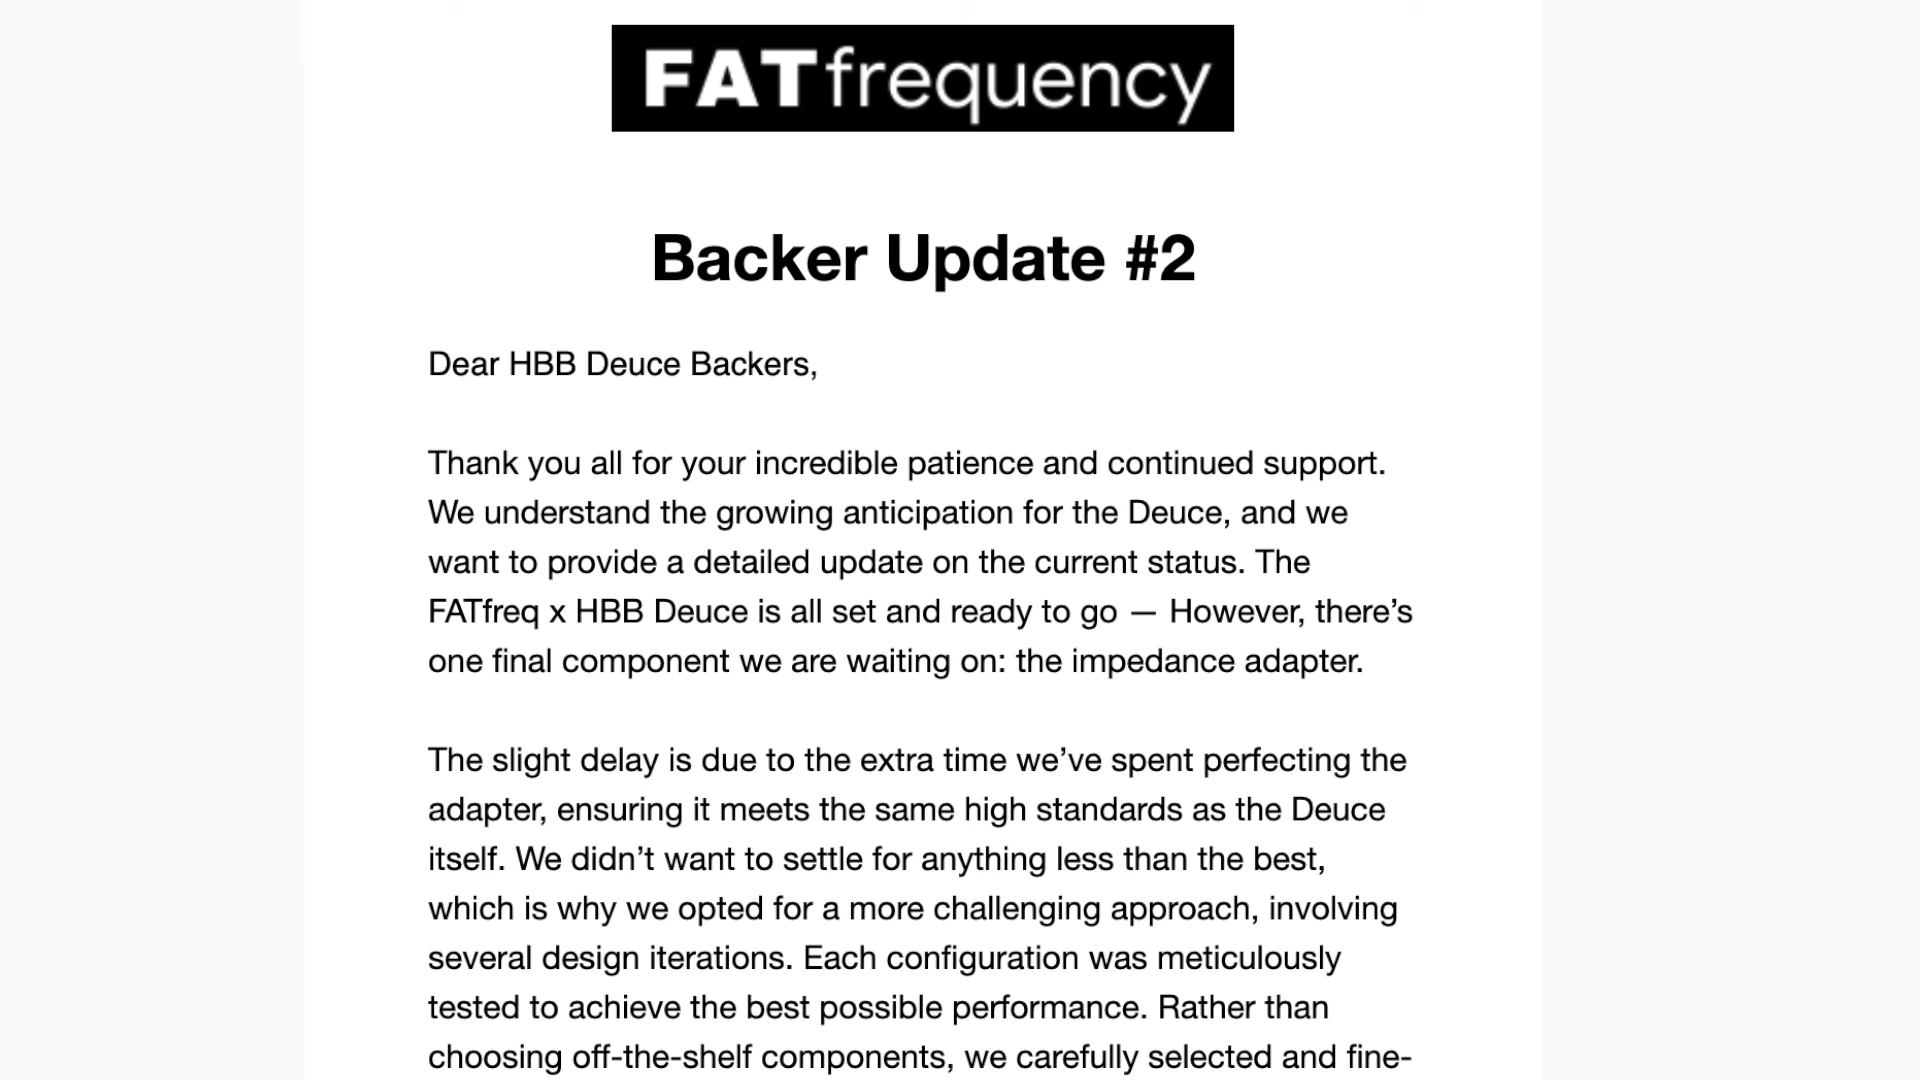 FATfrequency
Backer Update #2
Dear HBB Deuce Backers,
Thank you all for your incredible patience and continued support.
We understand the growing anticipation for the Deuce, and we
want to provide a detailed update on the current status. The
FATfreq x HBB Deuce is all set and ready to go — However, there’s
one final component we are waiting on: the impedance adapter.
The slight delay is due to the extra time we’ve spent perfecting the
adapter, ensuring it meets the same high standards as the Deuce
itself. We didn’t want to settle for anything less than the best,
which is why we opted for a more challenging approach, involving
several design iterations. Each configuration was meticulously
tested to achieve the best possible performance. Rather than
choosing off-the-shelf components, we carefully selected and fine-